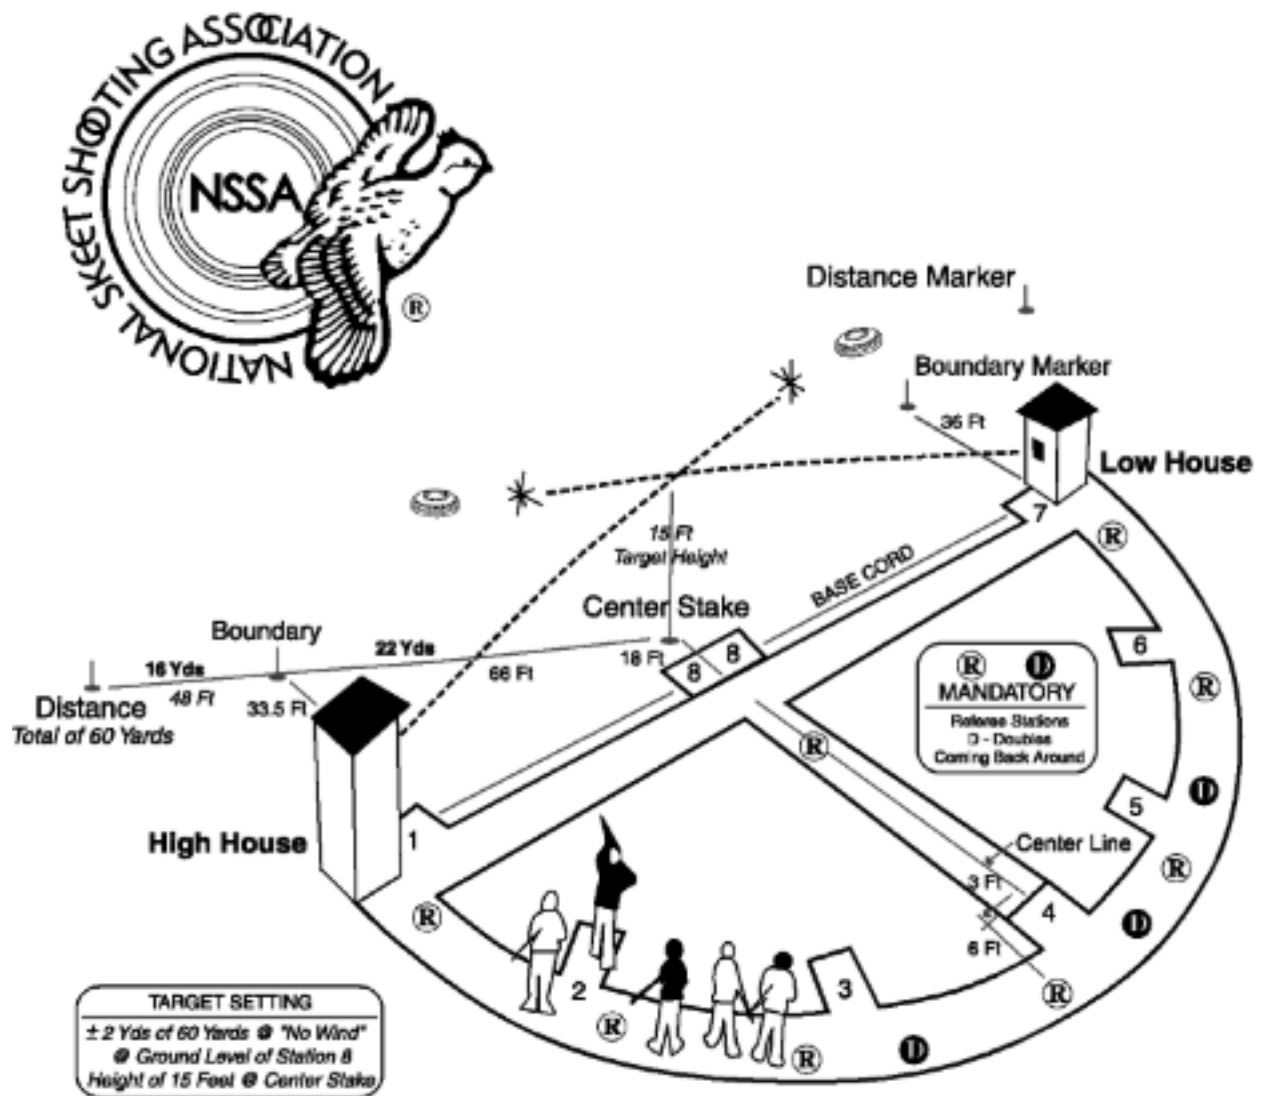 NATIONAL SKEET SHOOTING ASSOCIATION
NSSA
®
Distance Marker
Boundary Marker
36 Ft
Low House
7
R
15 Ft
Target Height
BASE CORD
Center Stake
Boundary
22 Yds
16 Yds
66 Ft
18 Ft
8
8
6
48 Ft
33.5 Ft
Distance
Total of 60 Yards
R D
MANDATORY
Referee Stations
D - Doubles
Coming Back Around
R
R
D
5
High House
1
Center Line
R
3 Ft
4
D
6 Ft
R
2
3
R
R
R
D
TARGET SETTING
± 2 Yds of 60 Yards @ "No Wind"
@ Ground Level of Station 8
Height of 15 Feet @ Center Stake